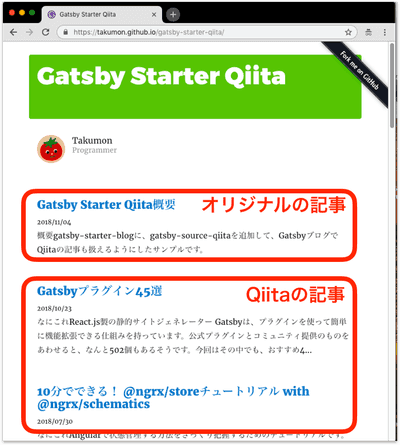 Gatsby Starter Qiita
https://takumon.github.io/gatsby-starter-qiita/
Fork me on GitHub
Gatsby Starter Qiita
Takumon
Programmer
Gatsby Starter Qiita概要
オリジナルの記事
2018/11/04
概要gatsby-starter-blogに、gatsby-source-qiitaを追加して、Gatsbyブログで
Qiitaの記事も扱えるようにしたサンプルです。
Gatsbyプラグイン45選
Qiitaの記事
2018/10/23
なにこれReact.js製の静的サイトジェネレーター Gatsbyは、プラグインを使って簡単
に機能拡張できる仕組みを持っています。公式プラグインとコミュニティ提供のものを
あわせると、なんと502個もあるそうです。今回はその中でも、おすすめ4...
10分でできる！ @ngrx/storeチュートリアル with
@ngrx/schematics
2018/07/30
なにこれAngularで状態管理する方法をざっくり把握するためのチュートリアルです。